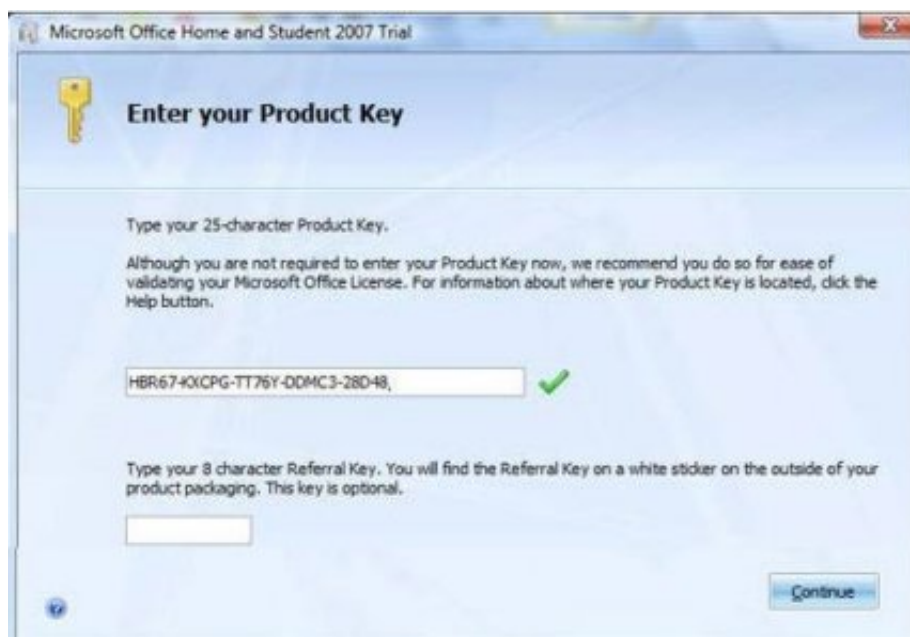 Microsoft Office Home and Student 2007 Trial
Enter your Product Key
Type your 25-character Product Key.
Although you are not required to enter your Product Key now, we recommend you do so for ease of
validating your Microsoft Office License. For information about where your Product Key is located, click the
Help button.
HBR67-KXCPG-TT76Y-DDMC3-28D48,
Type your 8 character Referral Key. You will find the Referral Key on a white sticker on the outside of your
product packaging. This key is optional.
Continue